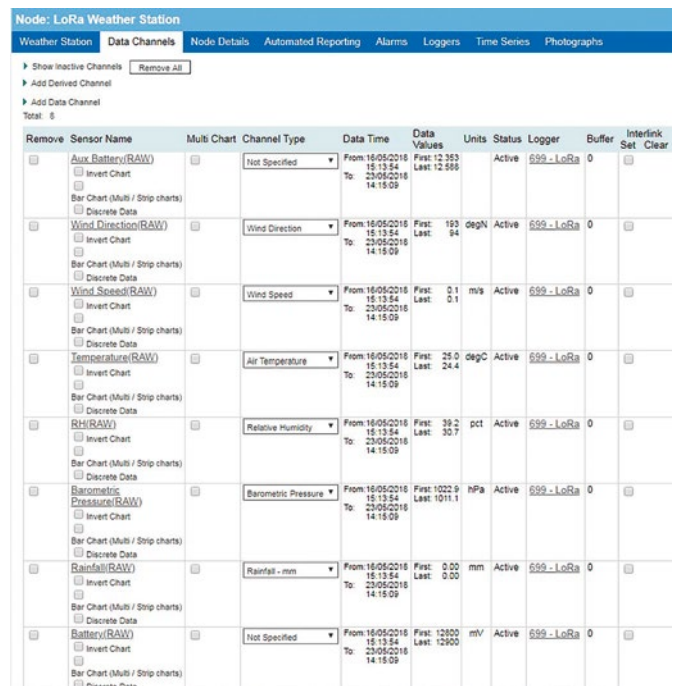 Node: LoRa Weather Station
Weather Station Data Channels Node Details Automated Reporting Alarms Loggers Time Series Photographs
Show Inactive Channels Remove All
Add Derived Channel
Add Data Channel
Total: 8
Remove Sensor Name Multi Chart Channel Type Data Time Data Values Units Status Logger Buffer Interlink Set Clear
Aux Battery(RAW) Not Specified From:16/05/2018 First:12.353 Active 699 - LoRa 0
15:13:54 Last:12.588
Invert Chart To: 23/05/2018
14:15:09
Bar Chart (Multi / Strip charts)
Discrete Data
Wind Direction(RAW) Wind Direction From:16/05/2018 First: 193 degN Active 699 - LoRa 0
15:13:54 Last: 94
Invert Chart To: 23/05/2018
14:15:09
Bar Chart (Multi / Strip charts)
Discrete Data
Wind Speed(RAW) Wind Speed From:16/05/2018 First: 0.1 m/s Active 699 - LoRa 0
15:13:54 Last: 0.1
Invert Chart To: 23/05/2018
14:15:09
Bar Chart (Multi / Strip charts)
Discrete Data
Temperature(RAW) Air Temperature From:16/05/2018 First: 25.0 degC Active 699 - LoRa 0
15:13:54 Last: 24.4
Invert Chart To: 23/05/2018
14:15:09
Bar Chart (Multi / Strip charts)
Discrete Data
RH(RAW) Relative Humidity From:16/05/2018 First: 39.2 pct Active 699 - LoRa 0
15:13:54 Last: 30.7
Invert Chart To: 23/05/2018
14:15:09
Bar Chart (Multi / Strip charts)
Discrete Data
Barometric Pressure(RAW) Barometric Pressure From:16/05/2018 First:1022.9 hPa Active 699 - LoRa 0
15:13:54 Last:1011.1
Invert Chart To: 23/05/2018
14:15:09
Bar Chart (Multi / Strip charts)
Discrete Data
Rainfall(RAW) Rainfall - mm From:16/05/2018 First: 0.00 mm Active 699 - LoRa 0
15:13:54 Last: 0.00
Invert Chart To: 23/05/2018
14:15:09
Bar Chart (Multi / Strip charts)
Discrete Data
Battery(RAW) Not Specified From:16/05/2018 First: 12800 mV Active 699 - LoRa 0
15:13:54 Last: 12900
Invert Chart To: 23/05/2018
14:15:09
Bar Chart (Multi / Strip charts)
Discrete Data